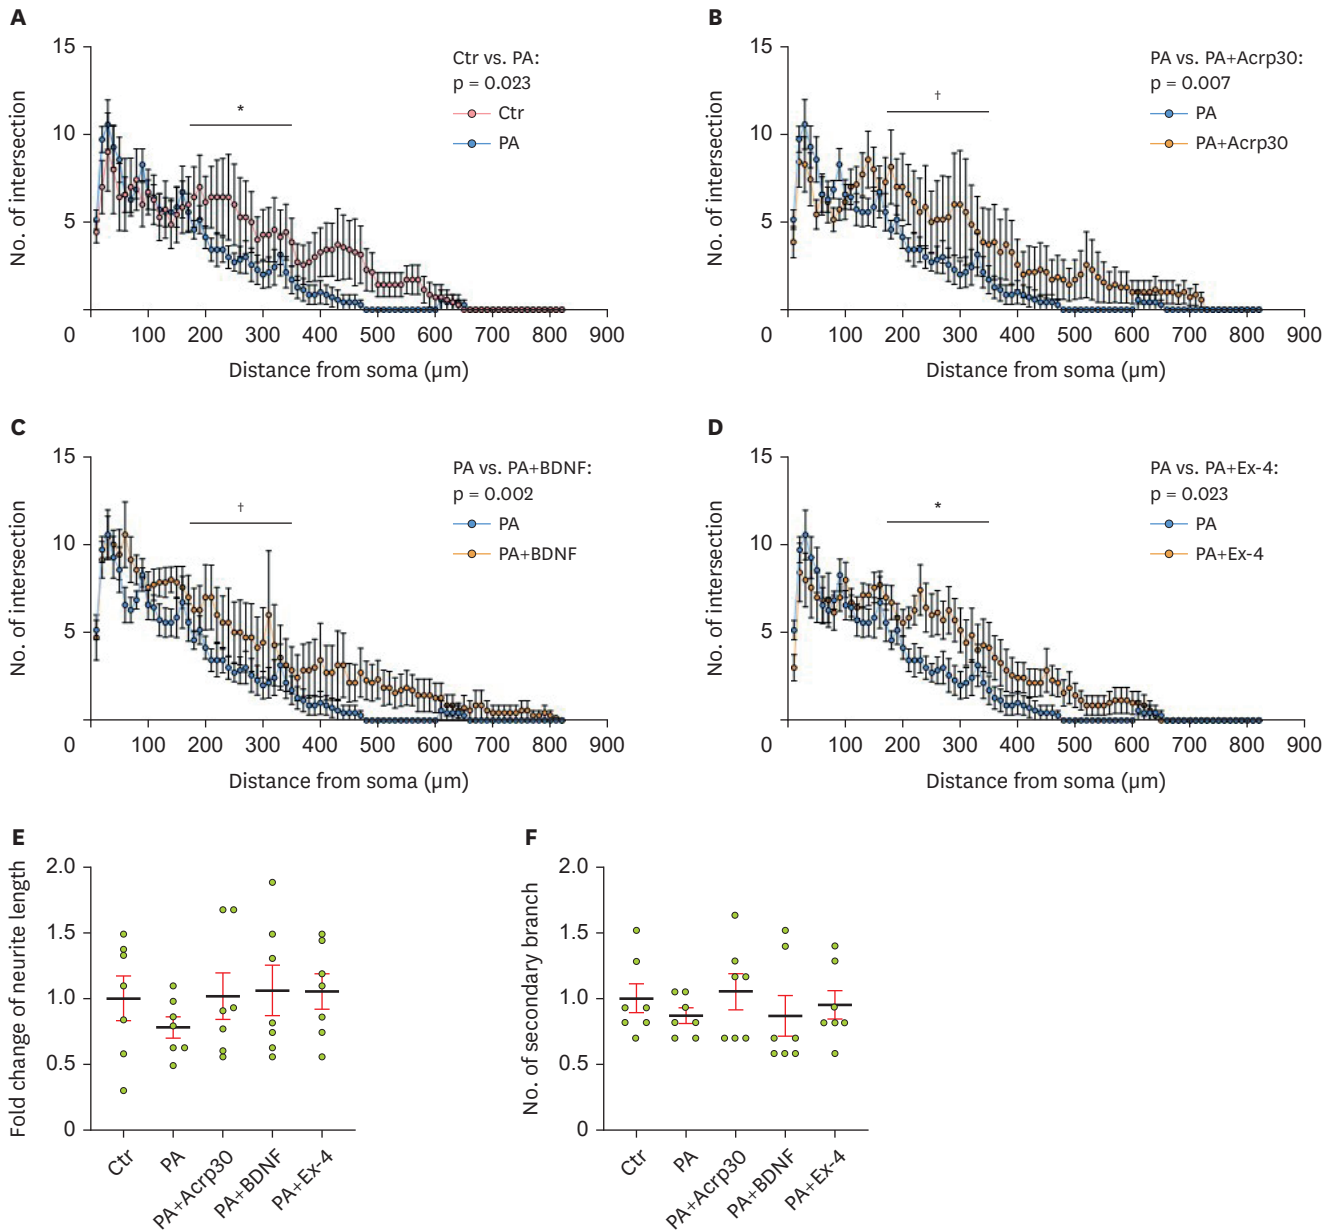 A
15
10
5
0
100
200
300
400
500
600
700
800
900
No. of intersection
Distance from soma (μm)
Ctr vs. PA:
p = 0.023
Ctr
PA
*
B
15
10
5
0
100
200
300
400
500
600
700
800
900
No. of intersection
Distance from soma (μm)
PA vs. PA+Acrp30:
p = 0.007
PA
PA+Acrp30
†
C
15
10
5
0
100
200
300
400
500
600
700
800
900
No. of intersection
Distance from soma (μm)
PA vs. PA+BDNF:
p = 0.002
PA
PA+BDNF
†
D
15
10
5
0
100
200
300
400
500
600
700
800
900
No. of intersection
Distance from soma (μm)
PA vs. PA+Ex-4:
p = 0.023
PA
PA+Ex-4
*
E
2.0
1.5
1.0
0.5
0
Fold change of neurite length
Ctr
PA
PA+Acrp30
PA+BDNF
PA+Ex-4
F
2.0
1.5
1.0
0.5
0
No. of secondary branch
Ctr
PA
PA+Acrp30
PA+BDNF
PA+Ex-4